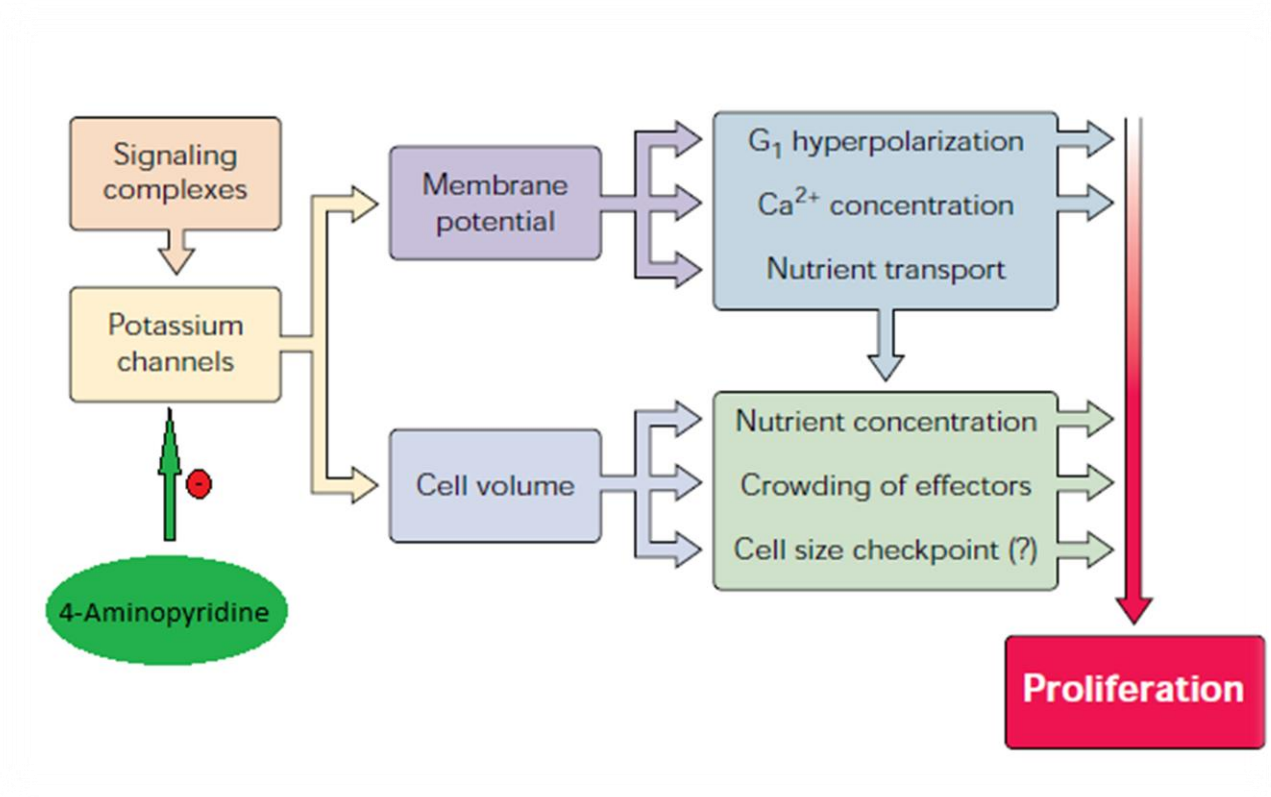 Signaling
complexes
Potassium
channels
-
4-Aminopyridine
Membrane
potential
Cell volume
G₁ hyperpolarization
Ca²⁺ concentration
Nutrient transport
Nutrient concentration
Crowding of effectors
Cell size checkpoint (?)
Proliferation